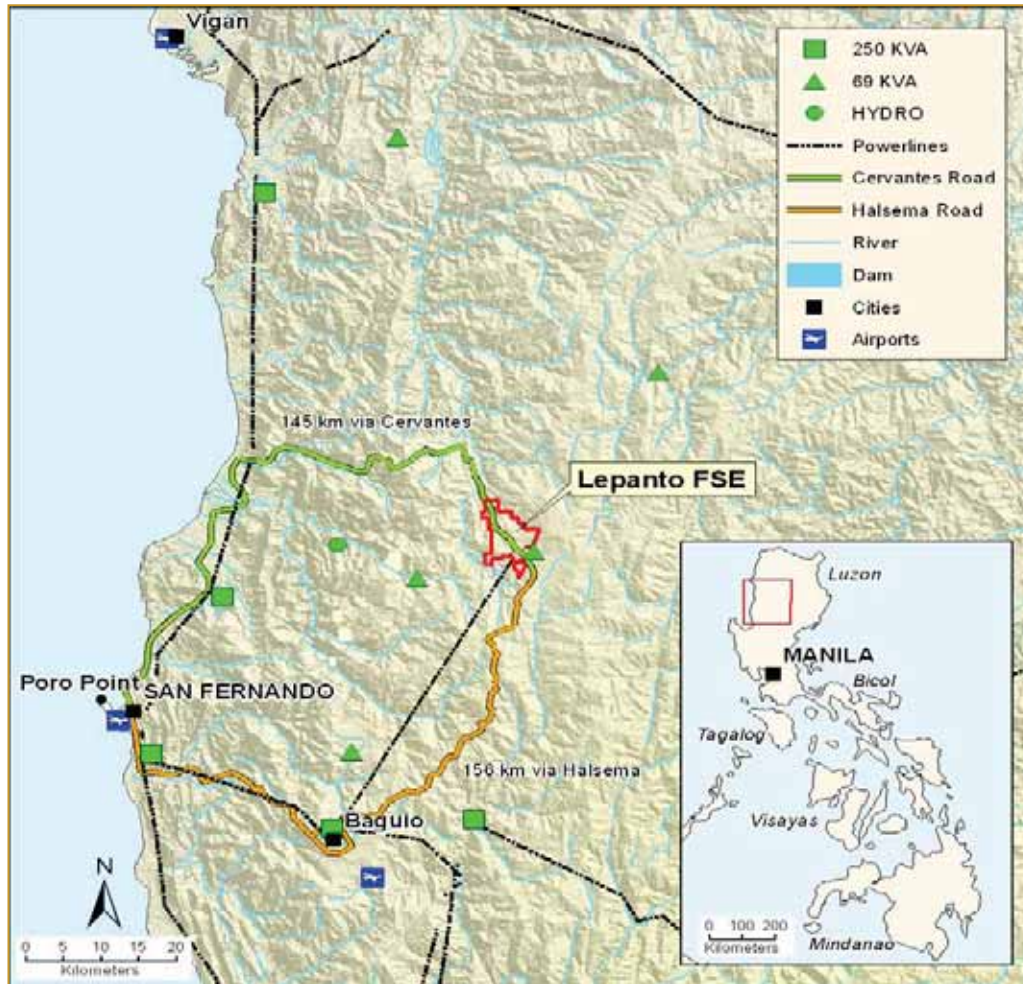 Vigan
250 KVA
69 KVA
HYDRO
Powerlines
Cervantes Road
Halsema Road
River
Dam
Cities
Airports
145 km via Cervantes
Lepanto FSE
Poro Point
SAN FERNANDO
156 km via Halsema
Baguio
N
0 5 10 15 20
Kilometers
Luzon
MANILA
Bicol
Tagalog
Visayas
0 100 200
Kilometers
Mindanao